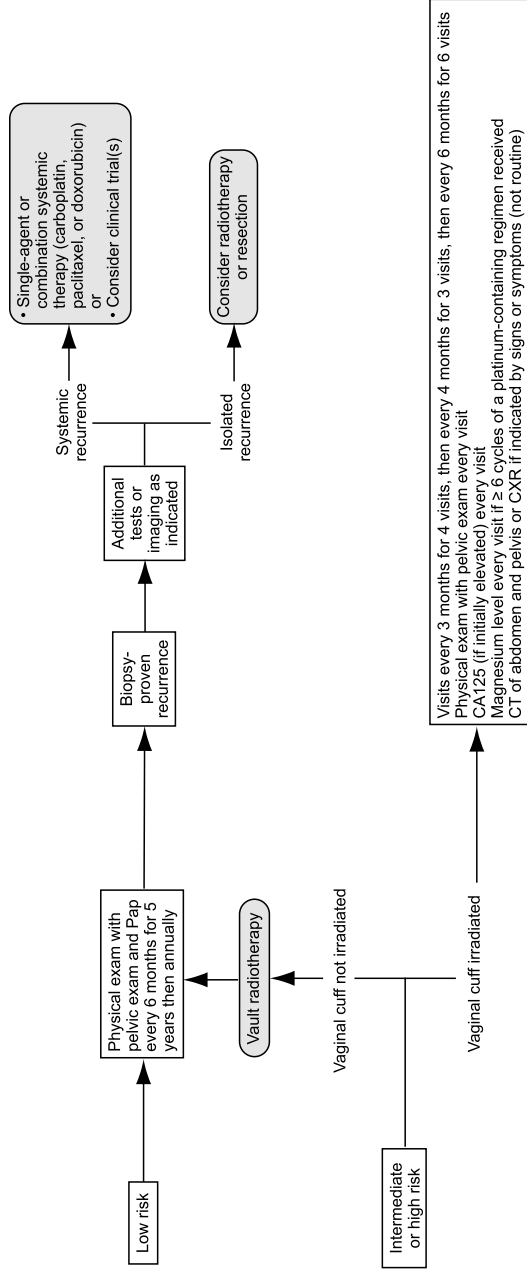 Low risk
Physical exam with
pelvic exam and Pap
every 6 months for 5
years then annually
Biopsy-
proven
recurrence
Additional
tests or
imaging as
indicated
Systemic
recurrence
• Single-agent or
combination systemic
therapy (carboplatin,
paclitaxel, or doxorubicin)
or
• Consider clinical trial(s)
Isolated
recurrence
Consider radiotherapy
or resection
Vault radiotherapy
Vaginal cuff not irradiated
Intermediate
or high risk
Vaginal cuff irradiated
Visits every 3 months for 4 visits, then every 4 months for 3 visits, then every 6 months for 6 visits
Physical exam with pelvic exam every visit
CA125 (if initially elevated) every visit
Magnesium level every visit if ≥ 6 cycles of a platinum-containing regimen received
CT of abdomen and pelvis or CXR if indicated by signs or symptoms (not routine)